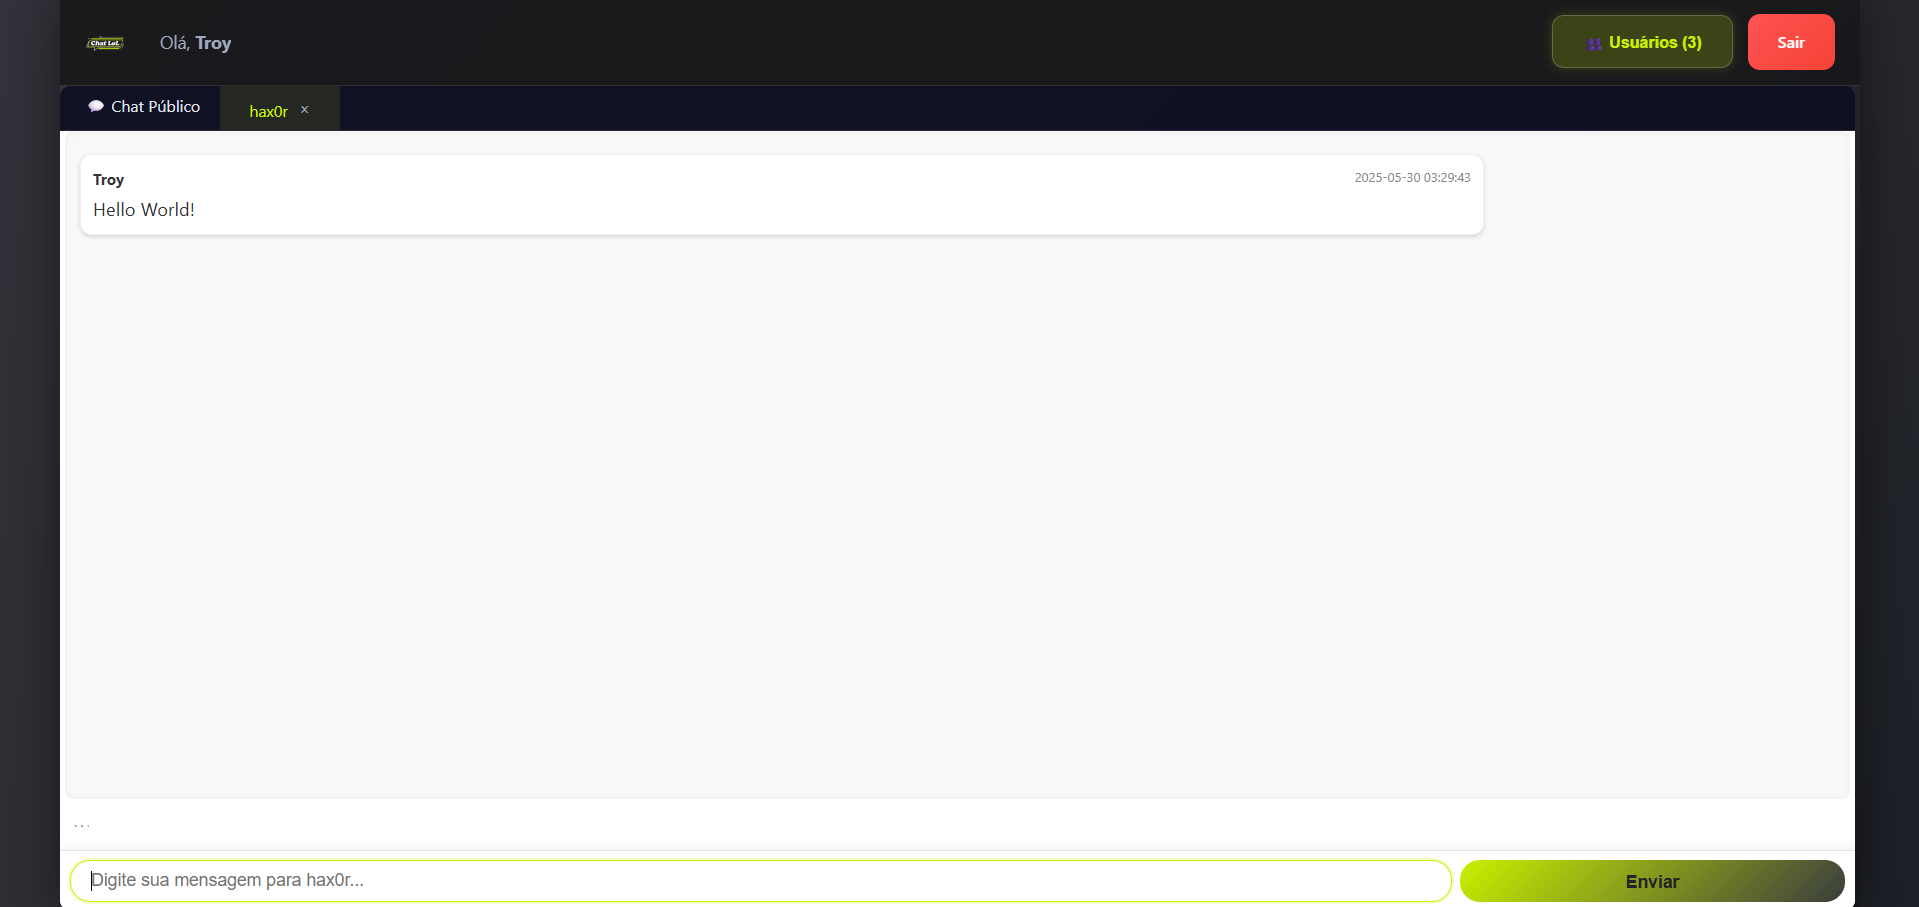 Chat LoL
Olá, Troy
Usuários (3)
Sair
Chat Público
hax0r ×
Troy
2025-05-30 03:29:43
Hello World!
...
Digite sua mensagem para hax0r...
Enviar